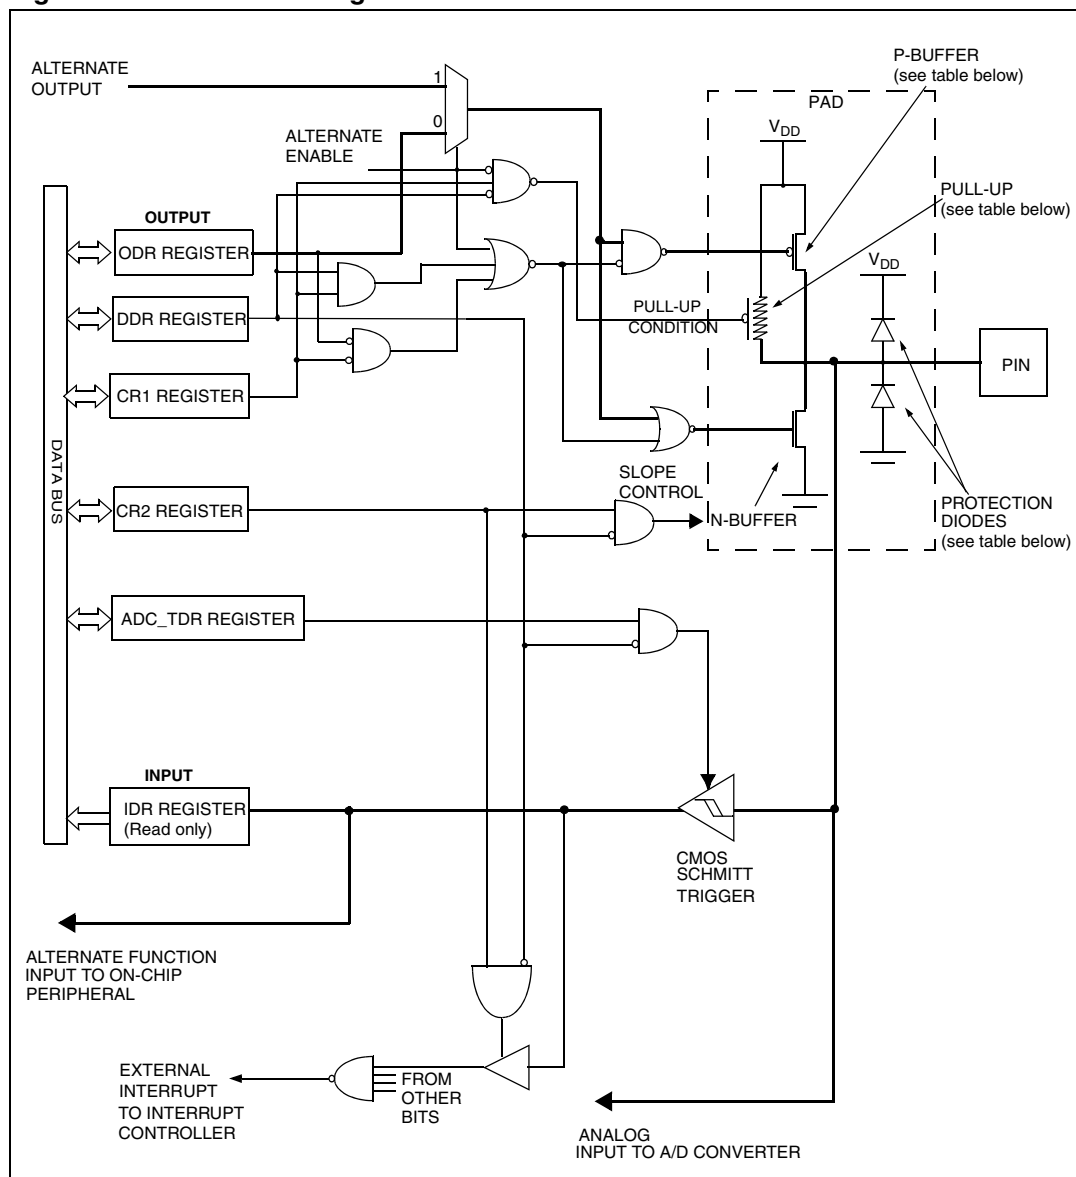 ALTERNATE
OUTPUT
1
0
ALTERNATE
ENABLE
P-BUFFER
(see table below)
PAD
VDD
PULL-UP
(see table below)
OUTPUT
ODR REGISTER
DDR REGISTER
CR1 REGISTER
DATA BUS
PULL-UP
CONDITION
VDD
PIN
CR2 REGISTER
SLOPE
CONTROL
N-BUFFER
PROTECTION
DIODES
(see table below)
ADC_TDR REGISTER
INPUT
IDR REGISTER
(Read only)
CMOS
SCHMITT
TRIGGER
ALTERNATE FUNCTION
INPUT TO ON-CHIP
PERIPHERAL
EXTERNAL
INTERRUPT
TO INTERRUPT
CONTROLLER
FROM
OTHER
BITS
ANALOG
INPUT TO A/D CONVERTER